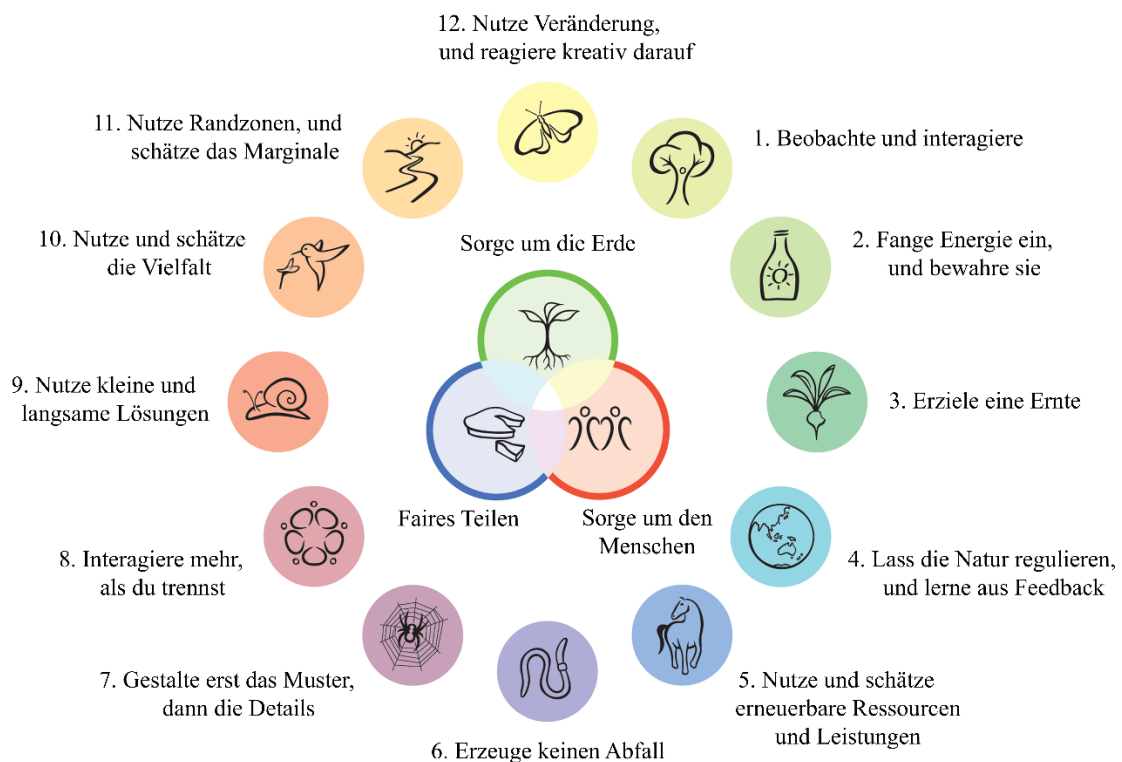 12. Nutze Veränderung,
und reagiere kreativ darauf
1. Beobachte und interagiere
2. Fange Energie ein,
und bewahre sie
3. Erziele eine Ernte
4. Lass die Natur regulieren,
und lerne aus Feedback
5. Nutze und schätze
erneuerbare Ressourcen
und Leistungen
6. Erzeuge keinen Abfall
7. Gestalte erst das Muster,
dann die Details
8. Interagiere mehr,
als du trennst
9. Nutze kleine und
langsame Lösungen
10. Nutze und schätze
die Vielfalt
11. Nutze Randzonen, und
schätze das Marginale
Sorge um die Erde
Faires Teilen
Sorge um den
Menschen